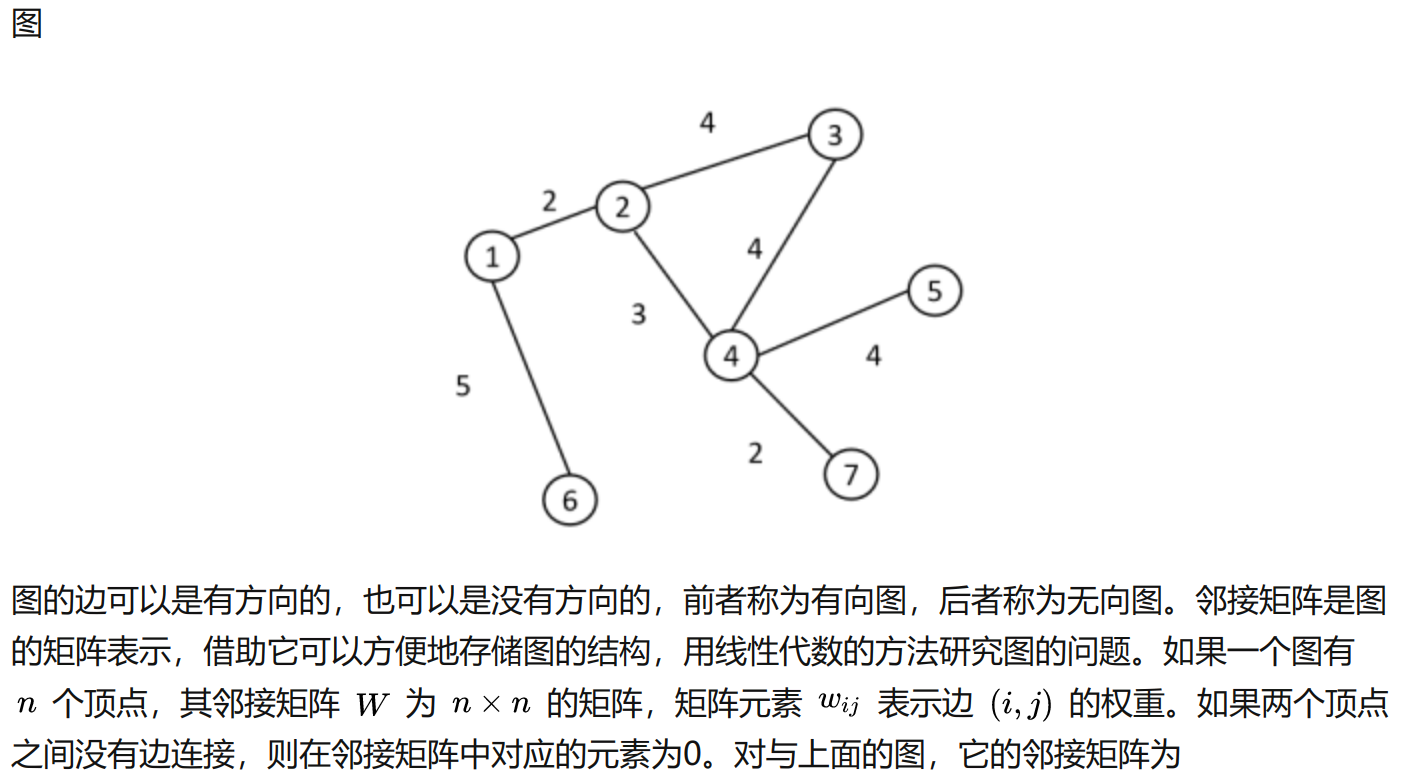 图
4
3
2
2
1
4
5
3
4
4
5
2
7
6
图的边可以是有方向的，也可以是没有方向的，前者称为有向图，后者称为无向图。邻接矩阵是图
的矩阵表示，借助它可以方便地存储图的结构，用线性代数的方法研究图的问题。如果一个图有
n 个顶点，其邻接矩阵 W 为 n × n 的矩阵，矩阵元素 w_{ij} 表示边 (i, j) 的权重。如果两个顶点
之间没有边连接，则在邻接矩阵中对应的元素为0。对与上面的图，它的邻接矩阵为